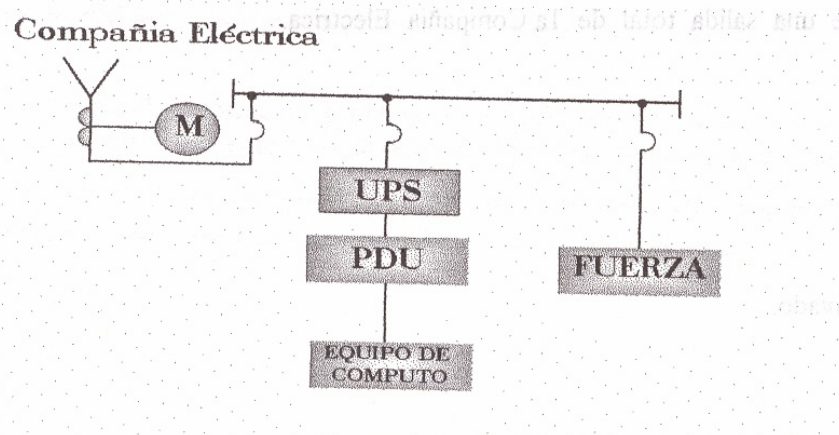 Compañia Eléctrica
M
UPS
PDU
FUERZA
EQUIPO DE
COMPUTO